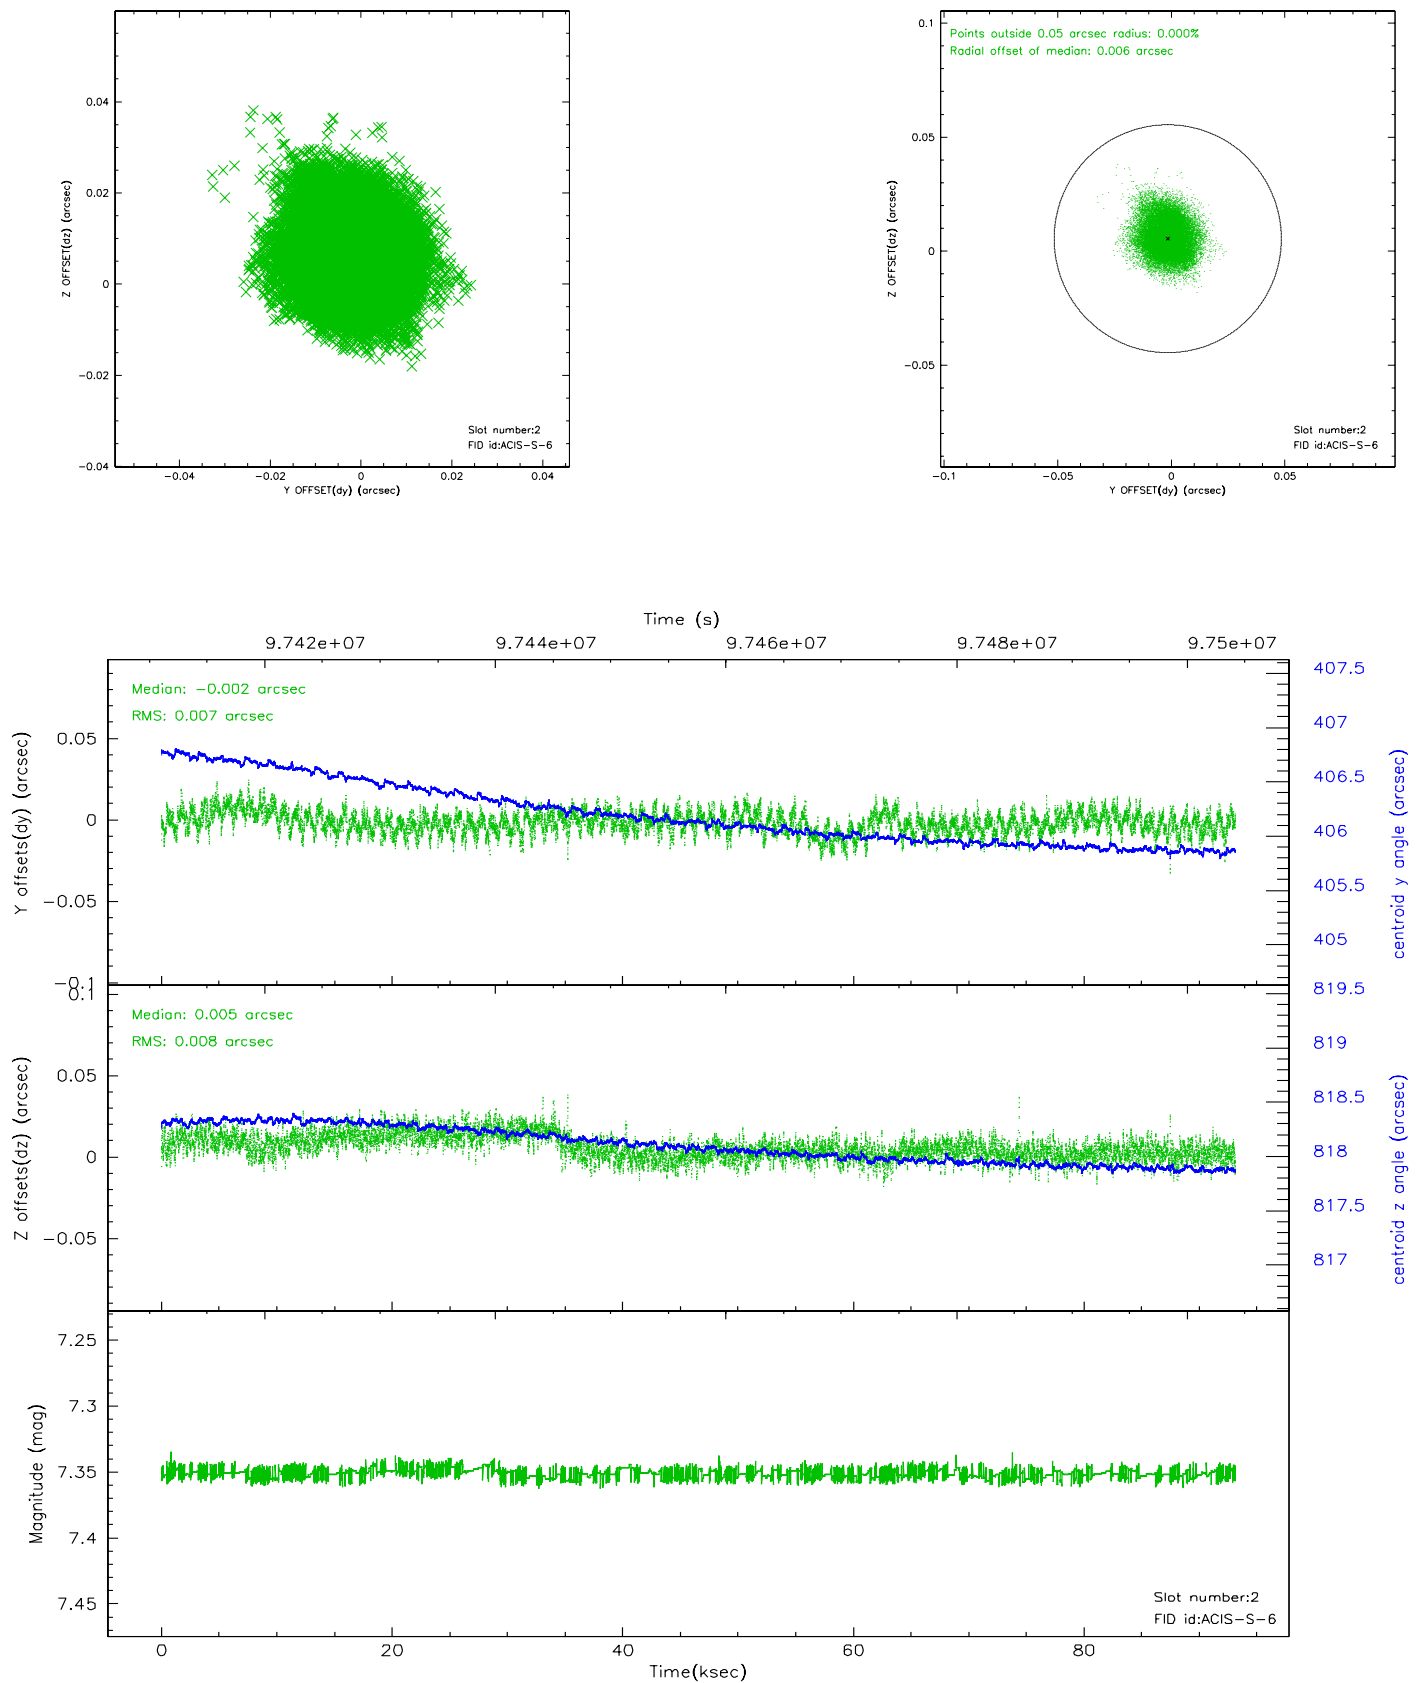 0.04
0.02
0
−0.02
−0.04
Z OFFSET(dz) (arcsec)
Slot number:2
FID id:ACIS−S−6
−0.04 −0.02 0 0.02 0.04
Y OFFSET(dy) (arcsec)
Points outside 0.05 arcsec radius: 0.000%
Radial offset of median: 0.006 arcsec
0.1
0.05
0
−0.05
Z OFFSET(dz) (arcsec)
Slot number:2
FID id:ACIS−S−6
−0.1 −0.05 0 0.05
Y OFFSET(dy) (arcsec)
Time (s)
9.742e+07 9.744e+07 9.746e+07 9.748e+07 9.75e+07
Median: −0.002 arcsec
RMS: 0.007 arcsec
0.05
0
−0.05
−0.1
Y offsets(dy) (arcsec)
407.5
407
406.5
406
405.5
405
centroid y angle (arcsec)
Median: 0.005 arcsec
RMS: 0.008 arcsec
0.1
0.05
0
−0.05
Z offsets(dz) (arcsec)
819.5
819
818.5
818
817.5
817
centroid z angle (arcsec)
7.25
7.3
7.35
7.4
7.45
Magnitude (mag)
Slot number:2
FID id:ACIS−S−6
0 20 40 60 80
Time(ksec)